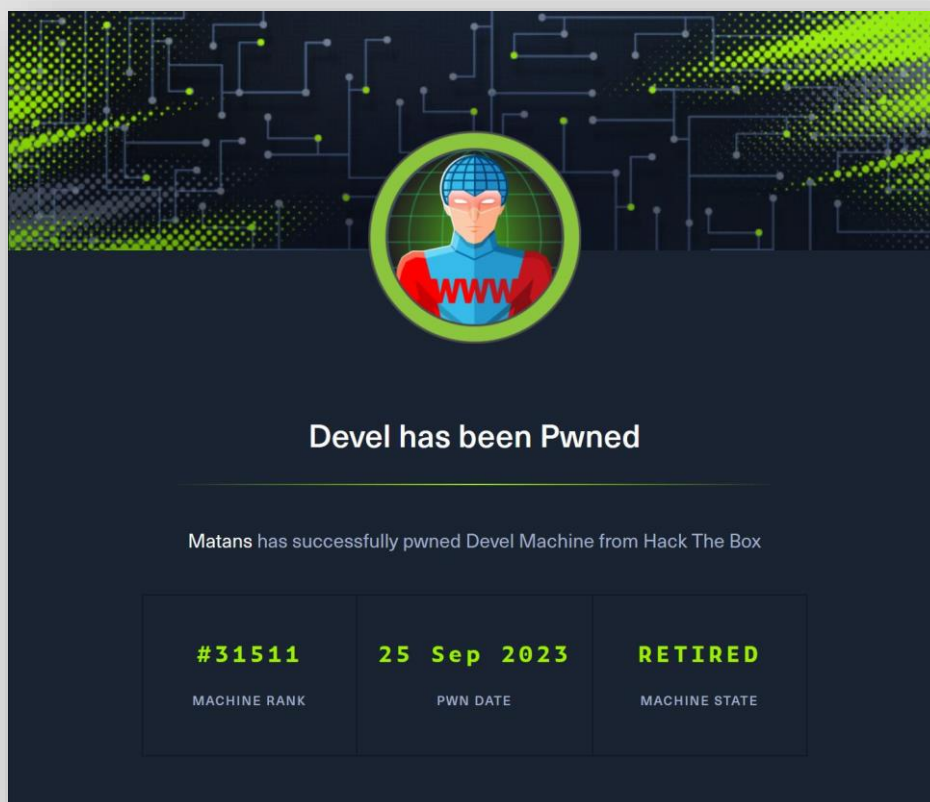 WWW
Devel has been Pwned
Matans has successfully pwned Devel Machine from Hack The Box
#31511 25 Sep 2023 RETIRED
MACHINE RANK PWN DATE MACHINE STATE